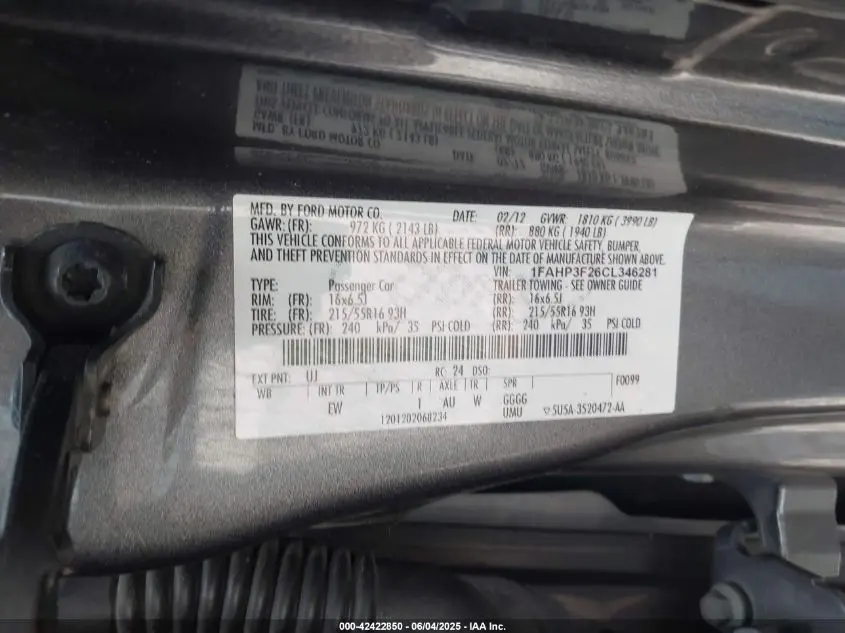 MFD. BY FORD MOTOR CO. DATE: 02/12 GVWR: 1810 KG ( 3990 LB)
GAWR: (FR): 972 KG ( 2143 LB) (RR): 880 KG ( 1940 LB)
THIS VEHICLE CONFORMS TO ALL APPLICABLE FEDERAL MOTOR VEHICLE SAFETY, BUMPER,
AND THEFT PREVENTION STANDARDS IN EFFECT ON THE DATE OF MANUFACTURE SHOWN ABOVE.
VIN: 1FAHP3F26CL346281
TYPE: Passenger Car TRAILER TOWING - SEE OWNER GUIDE
RIM: (FR): 16x6.5J (RR): 16x6.5J
TIRE: (FR): 215/55R16 93H (RR): 215/55R16 93H
PRESSURE: (FR): 240 kPa/ 35 PSI COLD (RR): 240 kPa/ 35 PSI COLD
EXT PNT: UJ RC: 24 DSO: F0099
WB INT TR TP/PS R AXLE TR SPR
EW I AU W GGGG
1201202068234 UMU ▽5U5A 3520472-AA
000-42422850 | 06/04/2025 - IAA Inc.